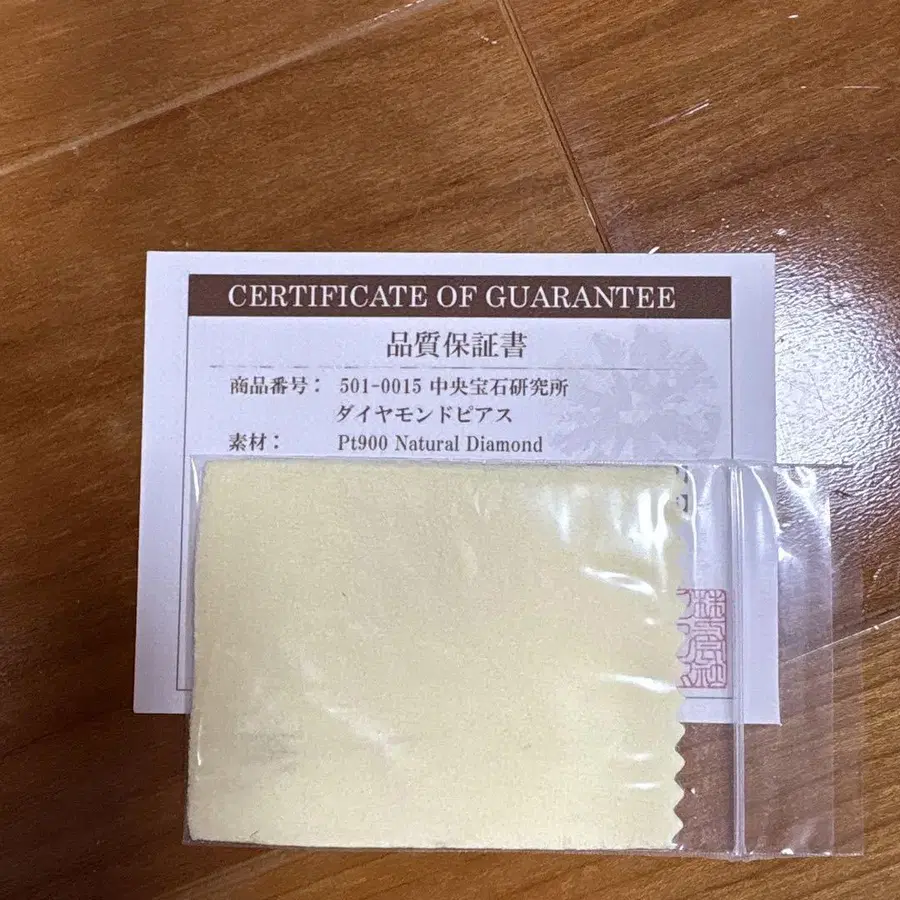 CERTIFICATE OF GUARANTEE
品質保証書
商品番号： 501-0015 中央宝石研究所
ダイヤモンドピアス
素材： Pt900 Natural Diamond